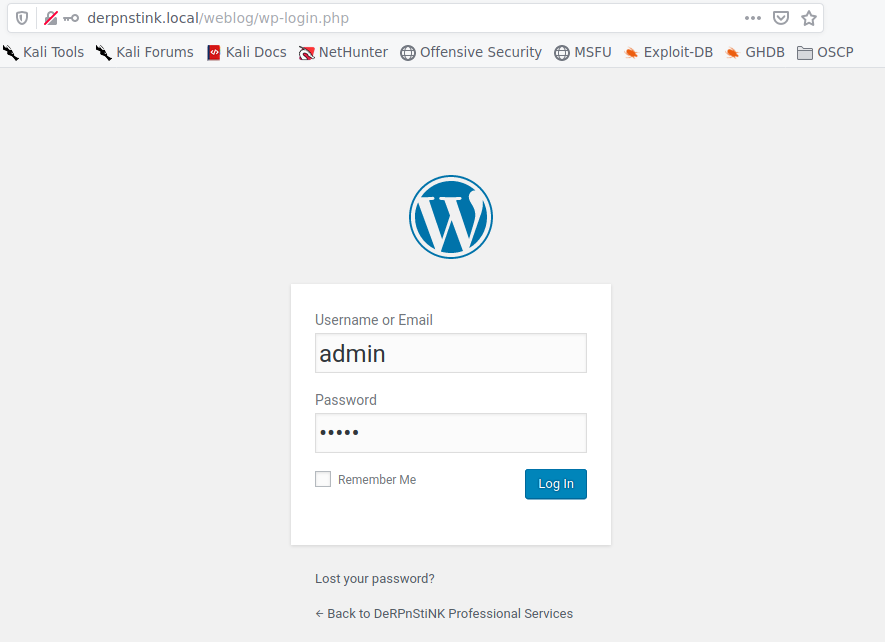 derpnstink.local/weblog/wp-login.php
Kali Tools Kali Forums Kali Docs NetHunter Offensive Security MSFU Exploit-DB GHDB OSCP
Username or Email
admin
Password
•••••
Remember Me Log In
Lost your password?
← Back to DeRPnStiNK Professional Services